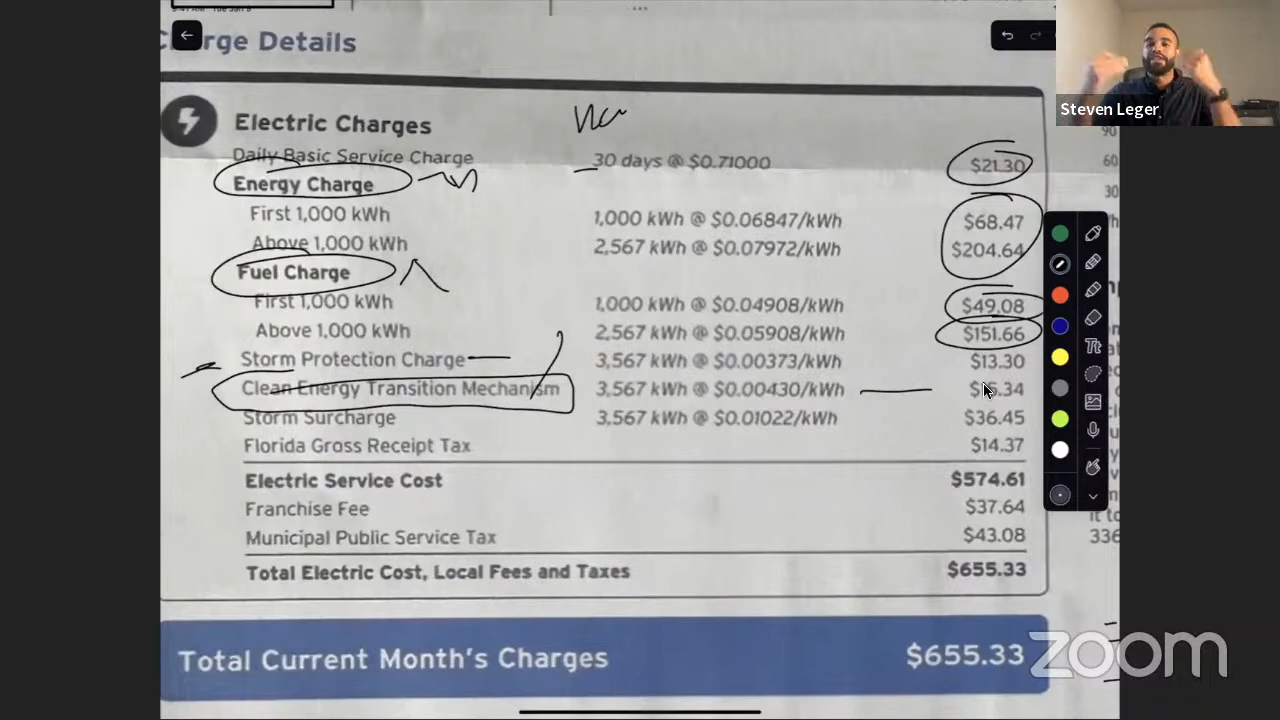 Charge Details
Steven Leger
Electric Charges
Daily Basic Service Charge 30 days @ $0.71000 $21.30
Energy Charge
First 1,000 kWh 1,000 kWh @ $0.06847/kWh $68.47
Above 1,000 kWh 2,567 kWh @ $0.07972/kWh $204.64
Fuel Charge
First 1,000 kWh 1,000 kWh @ $0.04908/kWh $49.08
Above 1,000 kWh 2,567 kWh @ $0.05908/kWh $151.66
Storm Protection Charge 3,567 kWh @ $0.00373/kWh $13.30
Clean Energy Transition Mechanism 3,567 kWh @ $0.00430/kWh
Storm Surcharge 3,567 kWh @ $0.01022/kWh $36.45
Florida Gross Receipt Tax $14.37
Electric Service Cost $574.61
Franchise Fee $37.64
Municipal Public Service Tax $43.08
Total Electric Cost, Local Fees and Taxes $655.33
Total Current Month's Charges $655.33
zoom
90
60
30
Tt
336